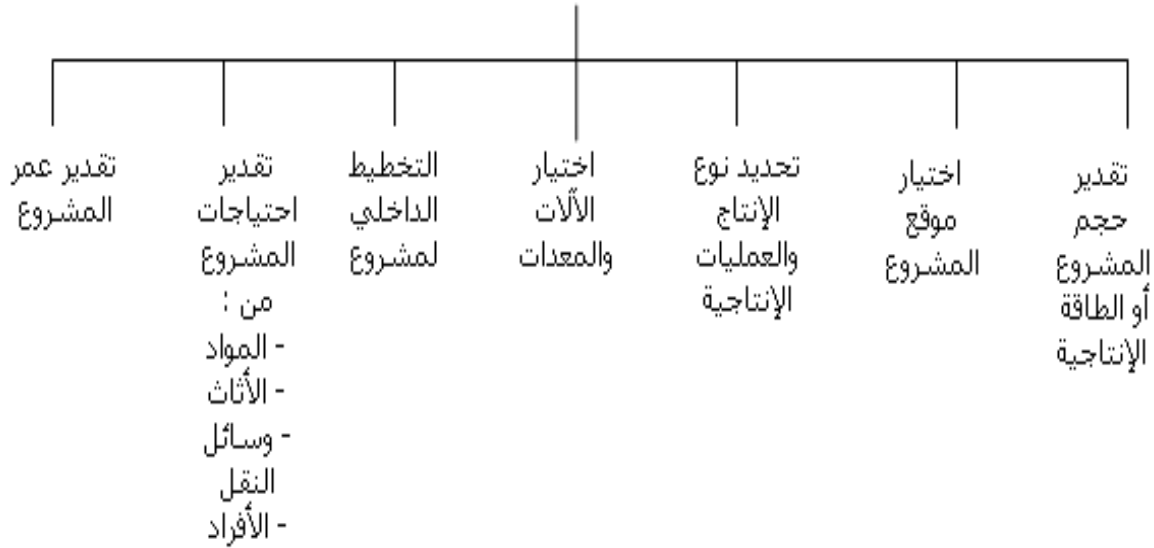 تقدير
حجم
المشروع
أو الطاقة
الإنتاجية
اختيار
موقع
المشروع
تحديد نوع
الإنتاج
والعمليات
الإنتاجية
اختيار
الآلات
والمعدات
التخطيط
الداخلي
لمشروع
تقدير
احتياجات
المشروع
من :
- المواد
- الأثاث
- وسائل
النقل
- الأفراد
تقدير عمر
المشروع